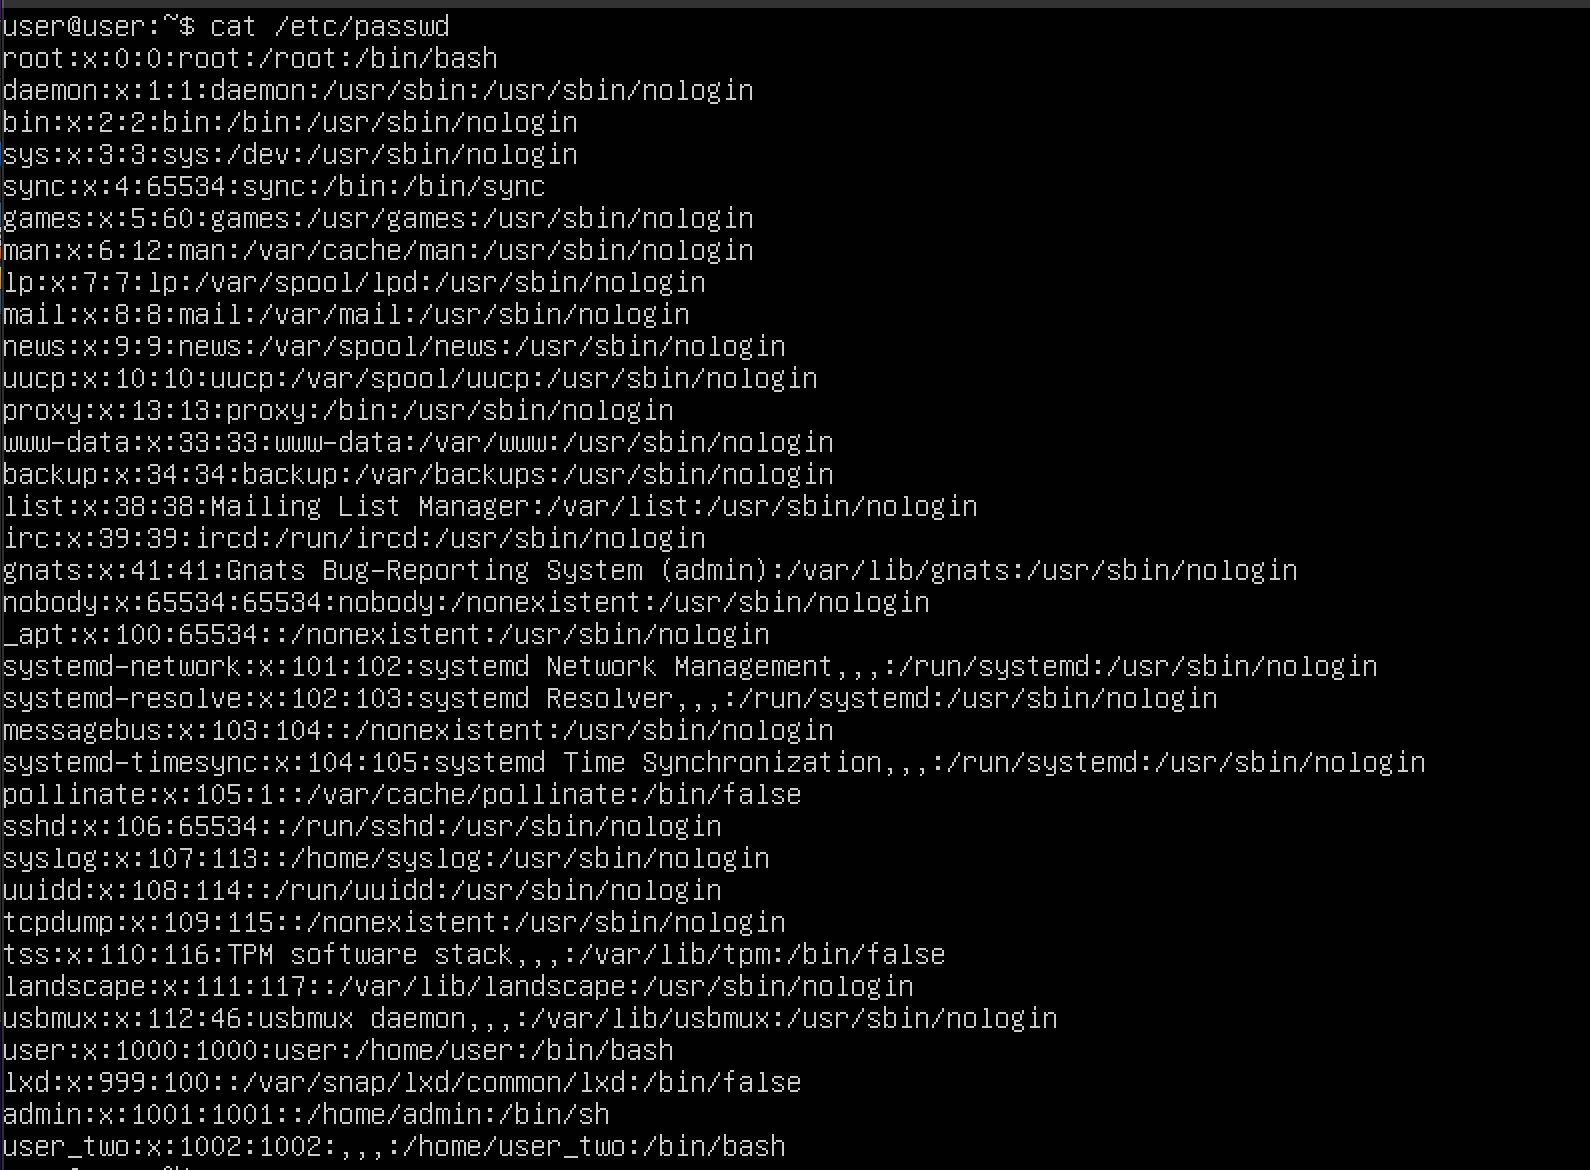 user@user:~$ cat /etc/passwd
root:x:0:0:root:/root:/bin/bash
daemon:x:1:1:daemon:/usr/sbin:/usr/sbin/nologin
bin:x:2:2:bin:/bin:/usr/sbin/nologin
sys:x:3:3:sys:/dev:/usr/sbin/nologin
sync:x:4:65534:sync:/bin:/bin/sync
games:x:5:60:games:/usr/games:/usr/sbin/nologin
man:x:6:12:man:/var/cache/man:/usr/sbin/nologin
lp:x:7:7:lp:/var/spool/lpd:/usr/sbin/nologin
mail:x:8:8:mail:/var/mail:/usr/sbin/nologin
news:x:9:9:news:/var/spool/news:/usr/sbin/nologin
uucp:x:10:10:uucp:/var/spool/uucp:/usr/sbin/nologin
proxy:x:13:13:proxy:/bin:/usr/sbin/nologin
www-data:x:33:33:www-data:/var/www:/usr/sbin/nologin
backup:x:34:34:backup:/var/backups:/usr/sbin/nologin
list:x:38:38:Mailing List Manager:/var/list:/usr/sbin/nologin
irc:x:39:39:ircd:/run/ircd:/usr/sbin/nologin
gnats:x:41:41:Gnats Bug-Reporting System (admin):/var/lib/gnats:/usr/sbin/nologin
nobody:x:65534:65534:nobody:/nonexistent:/usr/sbin/nologin
_apt:x:100:65534::/nonexistent:/usr/sbin/nologin
systemd-network:x:101:102:systemd Network Management,,,:/run/systemd:/usr/sbin/nologin
systemd-resolve:x:102:103:systemd Resolver,,,:/run/systemd:/usr/sbin/nologin
messagebus:x:103:104::/nonexistent:/usr/sbin/nologin
systemd-timesync:x:104:105:systemd Time Synchronization,,,:/run/systemd:/usr/sbin/nologin
pollinate:x:105:1::/var/cache/pollinate:/bin/false
sshd:x:106:65534::/run/sshd:/usr/sbin/nologin
syslog:x:107:113::/home/syslog:/usr/sbin/nologin
uuidd:x:108:114::/run/uuidd:/usr/sbin/nologin
tcpdump:x:109:115::/nonexistent:/usr/sbin/nologin
tss:x:110:116:TPM software stack,,,:/var/lib/tpm:/bin/false
landscape:x:111:117::/var/lib/landscape:/usr/sbin/nologin
usbmux:x:112:46:usbmux daemon,,,:/var/lib/usbmux:/usr/sbin/nologin
user:x:1000:1000:user:/home/user:/bin/bash
lxd:x:999:100::/var/snap/lxd/common/lxd:/bin/false
admin:x:1001:1001::/home/admin:/bin/sh
user_two:x:1002:1002:,,,:/home/user_two:/bin/bash